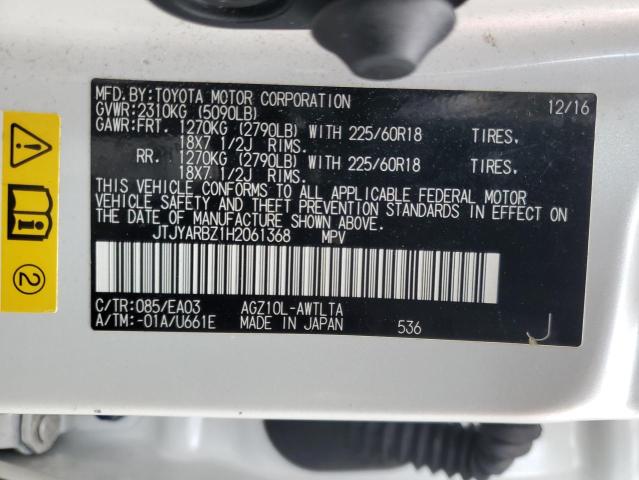 MFD.BY:TOYOTA MOTOR CORPORATION 12/16
GVWR:2310KG (5090LB)
GAWR:FRT. 1270KG (2790LB) WITH 225/60R18 TIRES,
18X7 1/2J RIMS.
RR. 1270KG (2790LB) WITH 225/60R18 TIRES,
18X7 1/2J RIMS.
THIS VEHICLE CONFORMS TO ALL APPLICABLE FEDERAL MOTOR
VEHICLE SAFETY AND THEFT PREVENTION STANDARDS IN EFFECT ON
THE DATE OF MANUFACTURE SHOWN ABOVE.
JTJYARBZ1H2061368 MPV
C/TR:085/EA03 AGZ10L-AWTLTA
A/TM:-01A/U661E MADE IN JAPAN 536 J
2